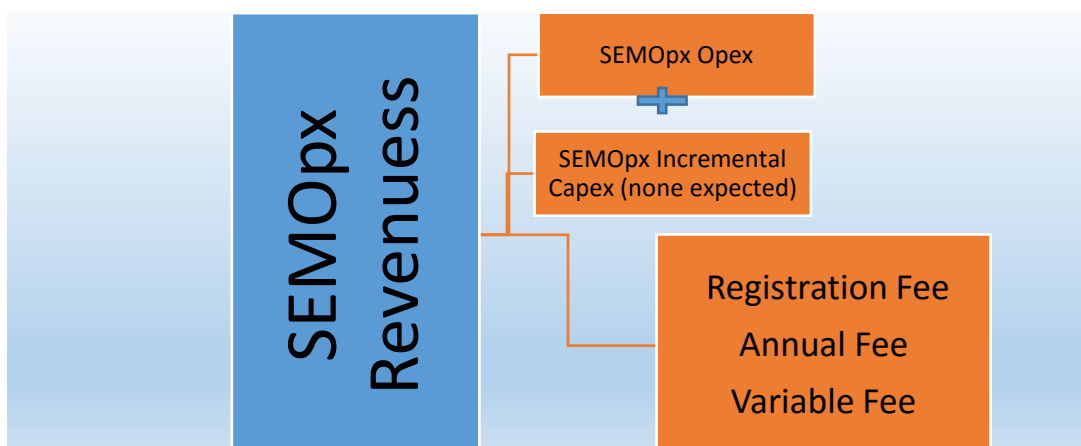 SEMOpx
Revenuess
SEMOpx Opex
SEMOpx Incremental
Capex (none expected)
Registration Fee
Annual Fee
Variable Fee